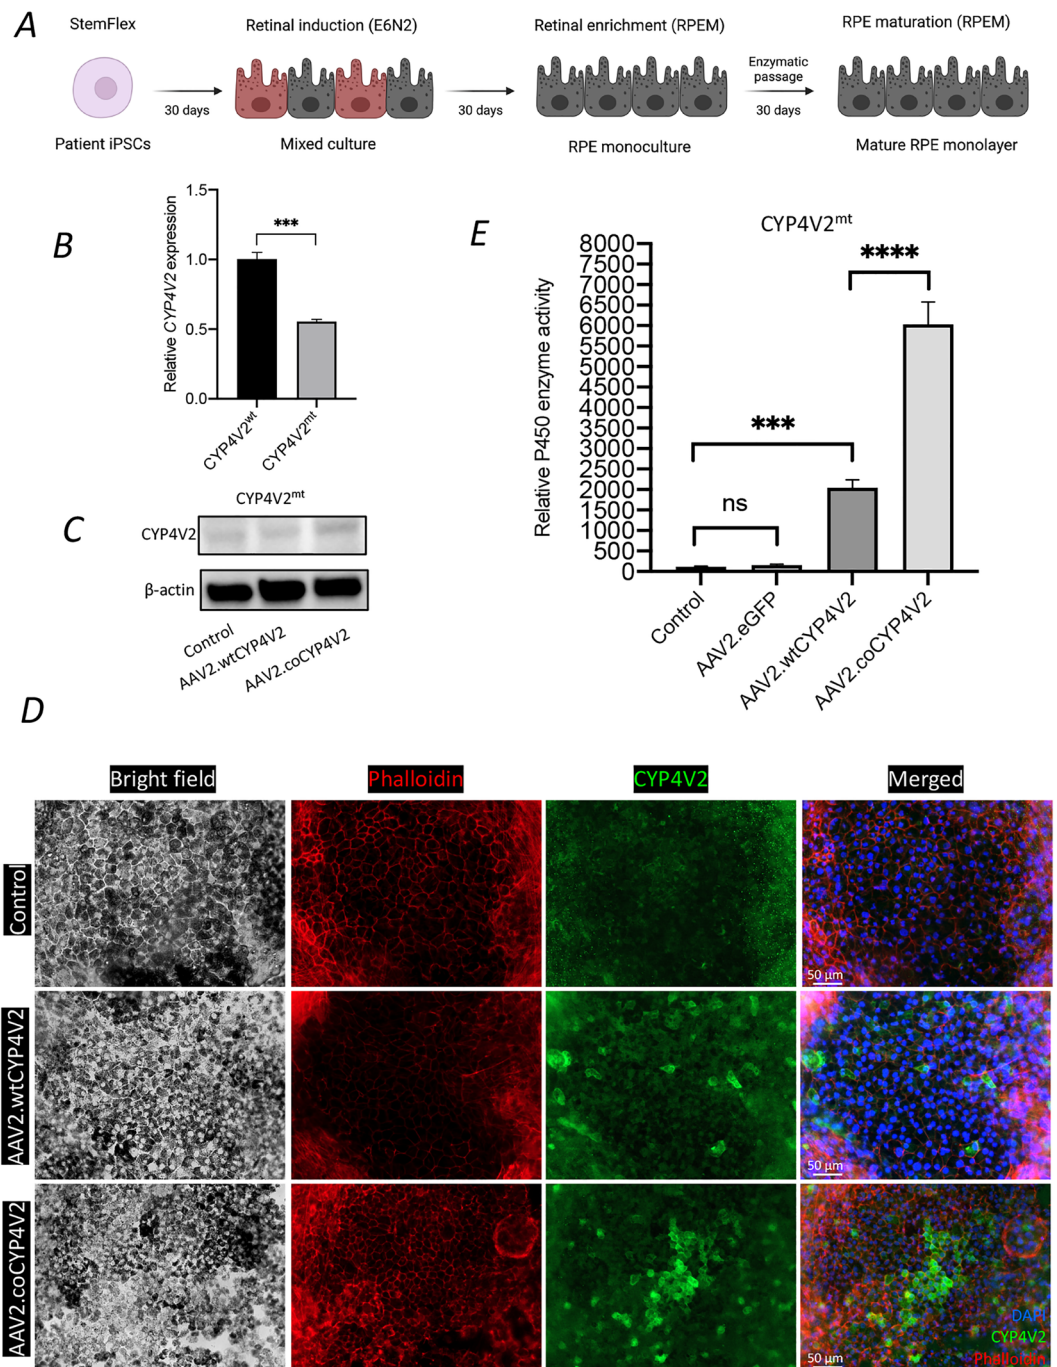 A
StemFlex
Retinal induction (E6N2)
Retinal enrichment (RPEM)
RPE maturation (RPEM)
Enzymatic
passage
30 days
30 days
30 days
Patient iPSCs
Mixed culture
RPE monoculture
Mature RPE monolayer
B
Relative CYP4V2 expression
1.5
1.0
0.5
0.0
***
CYP4V2wt
CYP4V2mt
C
CYP4V2mt
CYP4V2
β-actin
Control
AAV2.wtCYP4V2
AAV2.coCYP4V2
E
CYP4V2mt
Relative P450 enzyme activity
8000
7500
7000
6500
6000
5500
5000
4500
4000
3500
3000
2500
2000
1500
1000
500
0
ns
***
****
Control
AAV2.eGFP
AAV2.wtCYP4V2
AAV2.coCYP4V2
D
Bright field
Phalloidin
CYP4V2
Merged
Control
50 μm
AAV2.wtCYP4V2
50 μm
AAV2.coCYP4V2
DAPI
CYP4V2
Phalloidin
50 μm